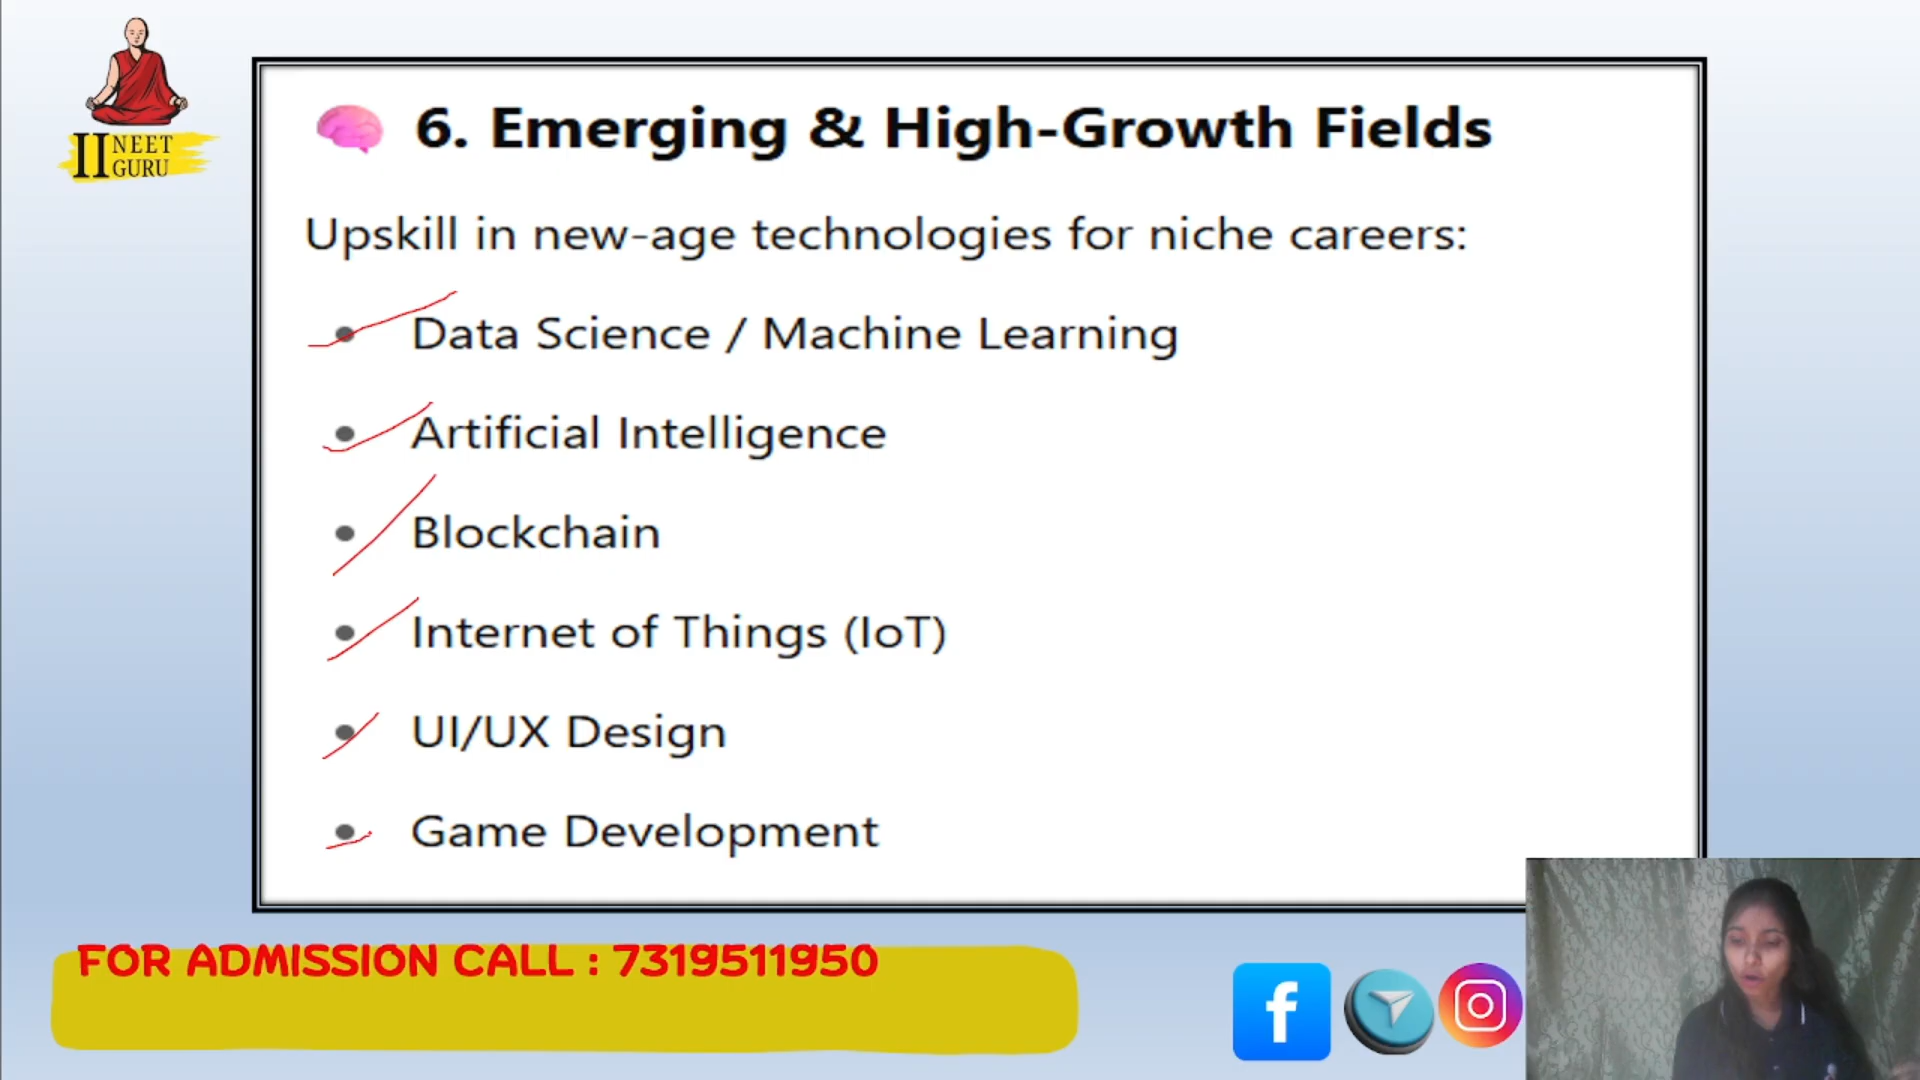 II NEET
GURU
6. Emerging & High-Growth Fields
Upskill in new-age technologies for niche careers:
• Data Science / Machine Learning
• Artificial Intelligence
• Blockchain
• Internet of Things (IoT)
• UI/UX Design
• Game Development
FOR ADMISSION CALL : 7319511950